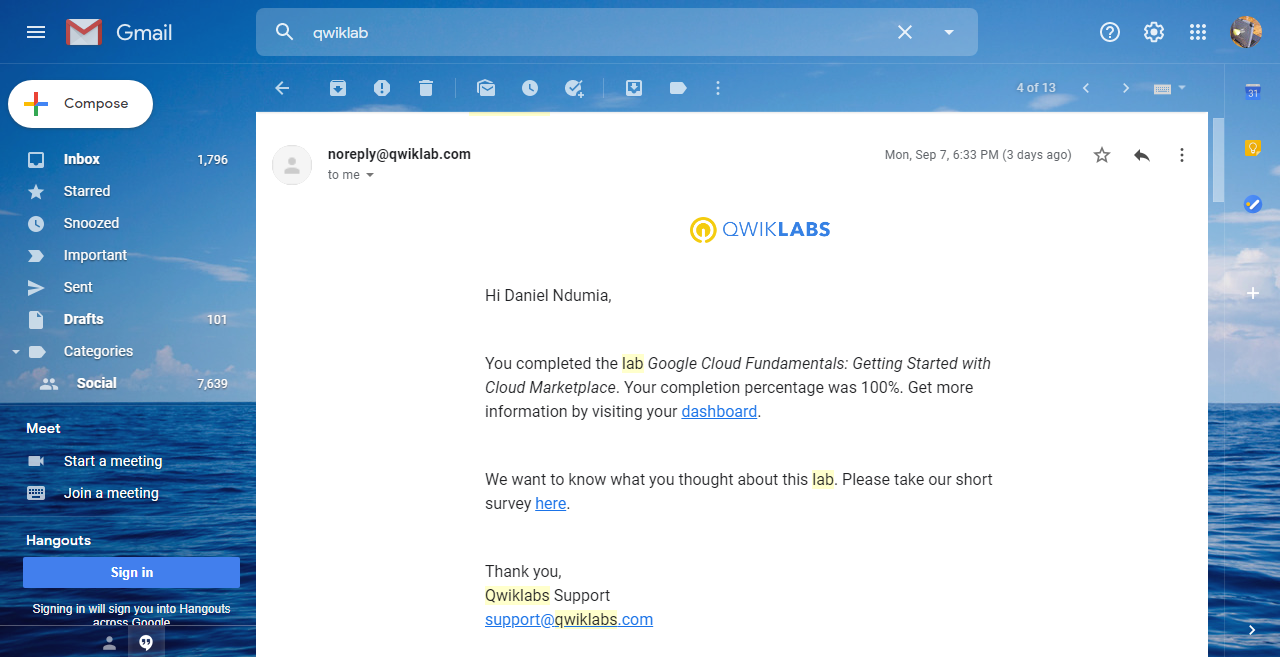 Gmail
qwiklab
Compose
4 of 13
31
Inbox 1,796
Starred
Snoozed
Important
Sent
Drafts 101
Categories
Social 7,639
Meet
Start a meeting
Join a meeting
Hangouts
Sign in
Signing in will sign you into Hangouts
across Google
noreply@qwiklab.com
Mon, Sep 7, 6:33 PM (3 days ago)
to me
QWIKLABS
Hi Daniel Ndumia,
You completed the lab Google Cloud Fundamentals: Getting Started with
Cloud Marketplace. Your completion percentage was 100%. Get more
information by visiting your dashboard.
We want to know what you thought about this lab. Please take our short
survey here.
Thank you,
Qwiklabs Support
support@qwiklabs.com